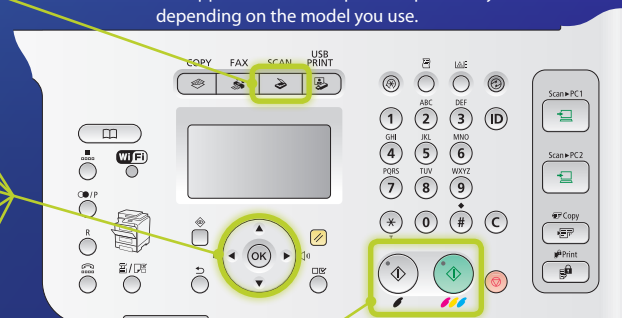 depending on the model you use.
COPY FAX SCAN USB PRINT
Scan▸PC1
ABC DEF
1 2 3 ID
WiFi
GHI JKL MNO
4 5 6
Scan▸PC2
PQRS TUV WXYZ
7 8 9
/P
* 0 # C
T
Copy
R
OK
Print